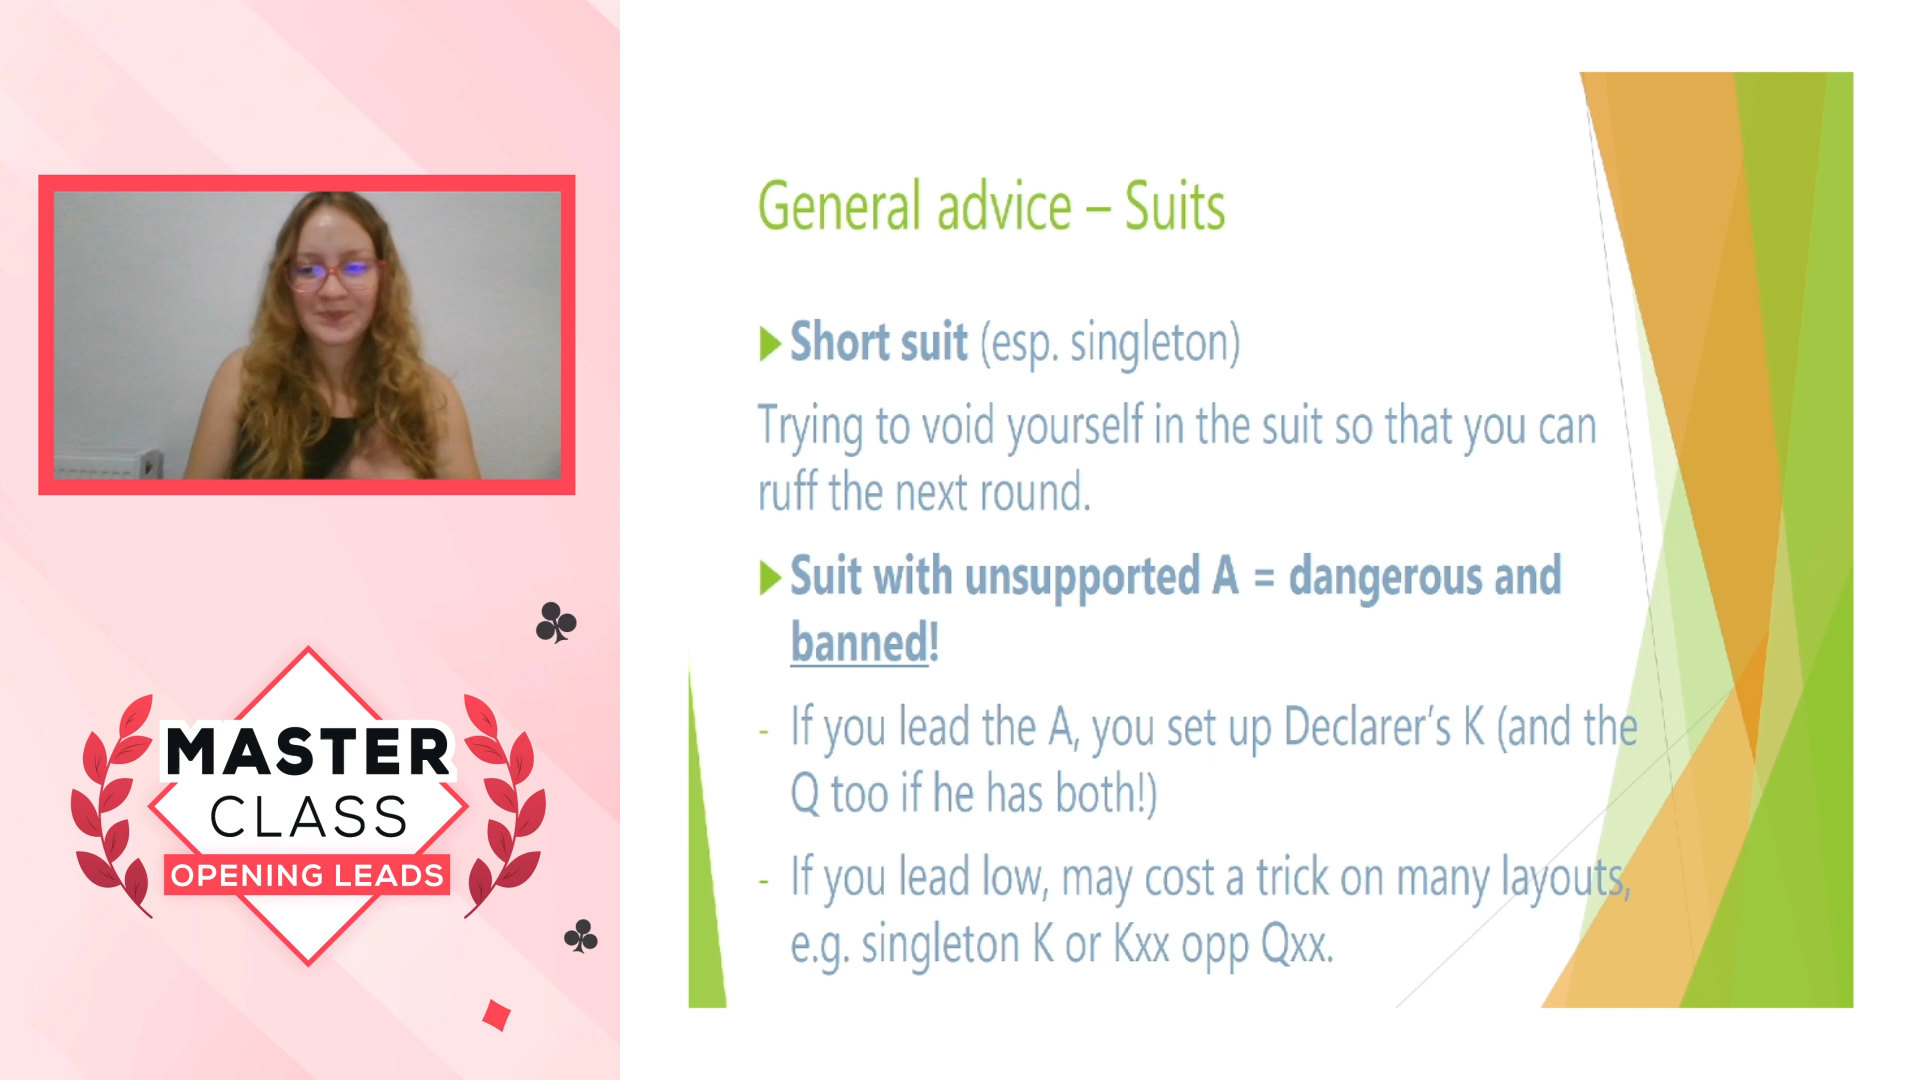 MASTER
CLASS
OPENING LEADS
General advice – Suits
Short suit (esp. singleton)
Trying to void yourself in the suit so that you can
ruff the next round.
Suit with unsupported A = dangerous and
banned!
- If you lead the A, you set up Declarer’s K (and the
Q too if he has both!)
- If you lead low, may cost a trick on many layouts,
e.g. singleton K or Kxx opp Qxx.